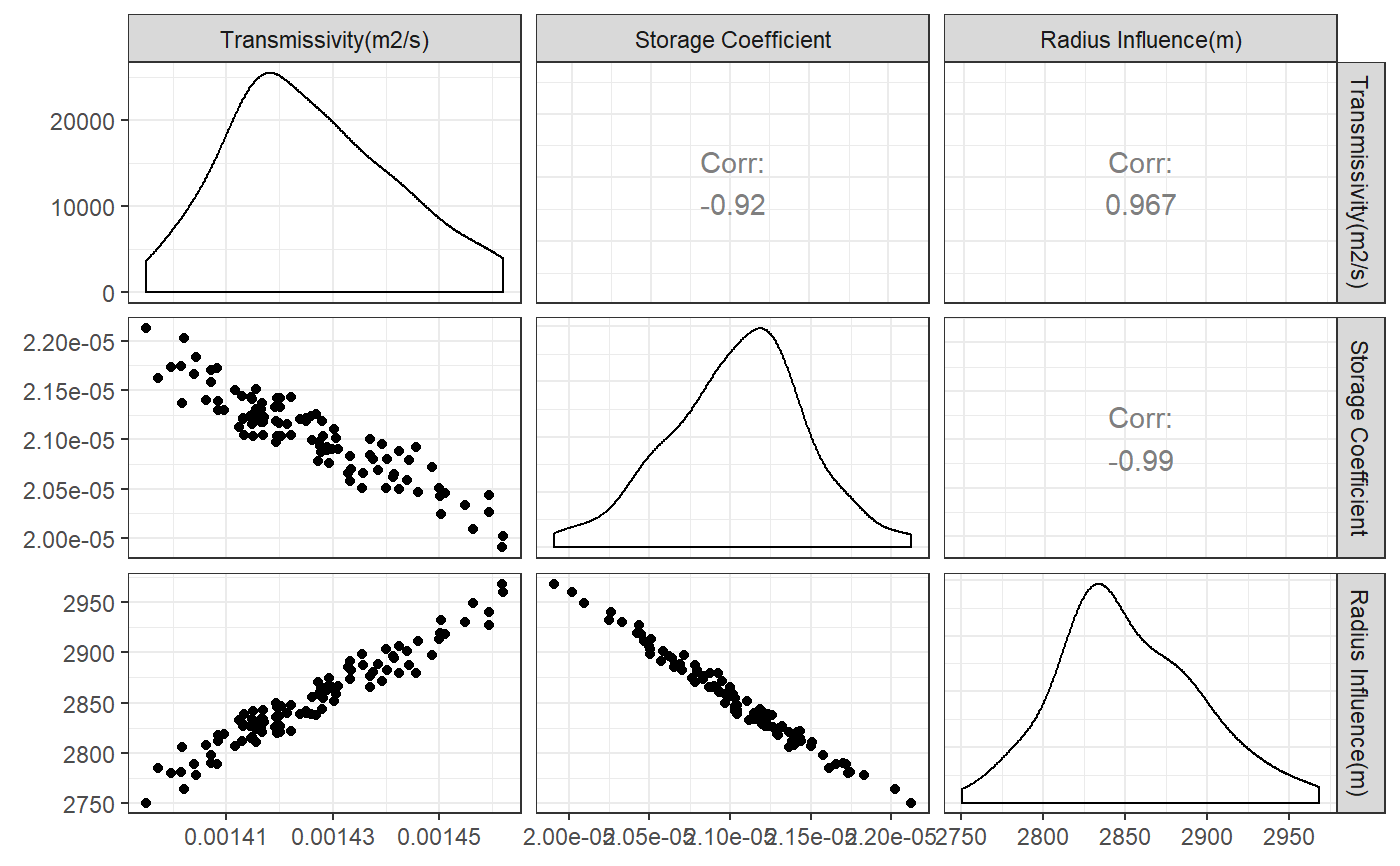 Transmissivity(m2/s)
Storage Coefficient
Radius Influence(m)
20000
10000
0
Corr:
-0.92
Corr:
0.967
Transmissivity(m2/s)
2.20e-05
2.15e-05
2.10e-05
2.05e-05
2.00e-05
Corr:
-0.99
Storage Coefficient
2950
2900
2850
2800
2750
Radius Influence(m)
0.00141
0.00143
0.00145
2.00e-05
2.05e-05
2.10e-05
2.15e-05
2.20e-05
2750
2800
2850
2900
2950